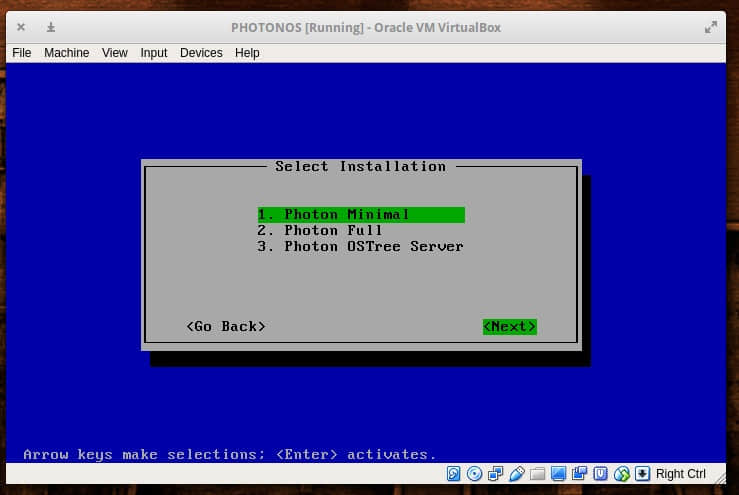 PHOTONOS [Running] - Oracle VM VirtualBox
File Machine View Input Devices Help
Select Installation
1. Photon Minimal
2. Photon Full
3. Photon OSTree Server
<Go Back> <Next>
Arrow keys make selections; <Enter> activates.
Right Ctrl